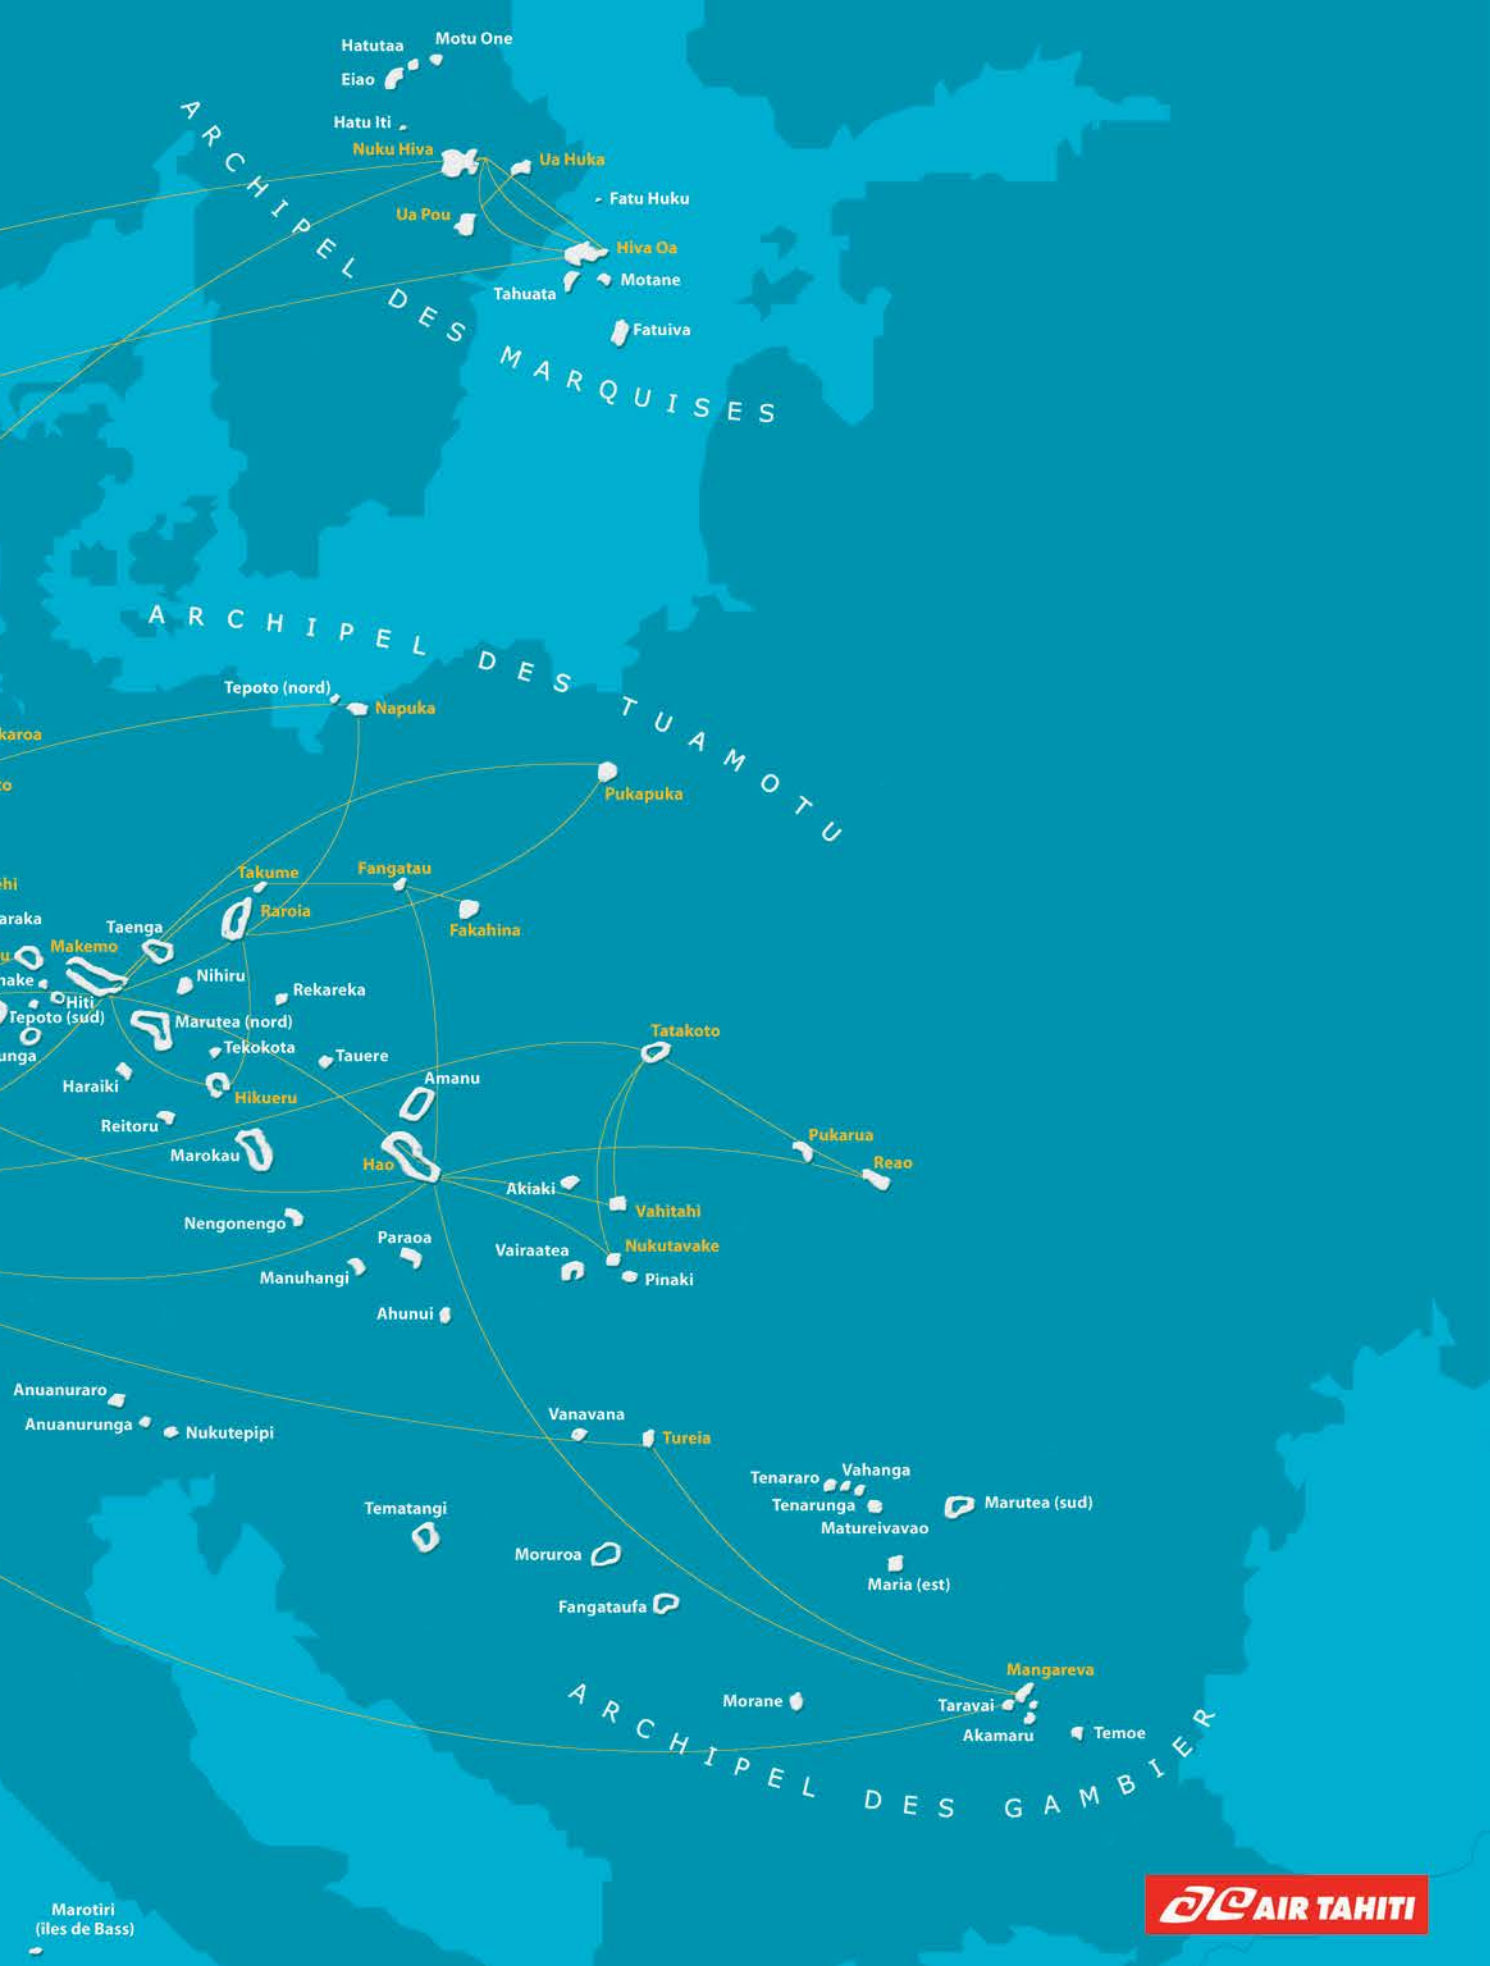 Motu One
Hatutaa
Eiao
Hatu Iti
Nuku Hiva
Ua Huka
Fatu Huku
Ua Pou
Hiva Oa
Motane
Tahuata
Fatuiva
ARCHIPEL DES MARQUISES
ARCHIPEL DES TUAMOTU
Tepoto (nord)
Napuka
karoa
to
Pukapuka
Takume
Fangatau
ehi
Raroia
araka
Taenga
Fakahina
u
Makemo
nake
Nihiru
Rekareka
Hiti
Tepoto (sud)
Marutea (nord)
Tatakoto
unga
Tekokota
Tauere
Haraiki
Amanu
Hikueru
Reitoru
Pukarua
Marokau
Hao
Reao
Akiaki
Vahitahi
Nengonengo
Paraoa
Vairaatea
Nukutavake
Manuhangi
Pinaki
Ahunui
Anuanuraro
Anuanurunga
Nukutepipi
Vanavana
Tureia
Vahanga
Tenararo
Tenarunga
Marutea (sud)
Tematangi
Matureivavao
Moruroa
Maria (est)
Fangataufa
Mangareva
Morane
Taravai
Akamaru
Temoe
ARCHIPEL DES GAMBIER
AIR TAHITI
Marotiri
(îles de Bass)